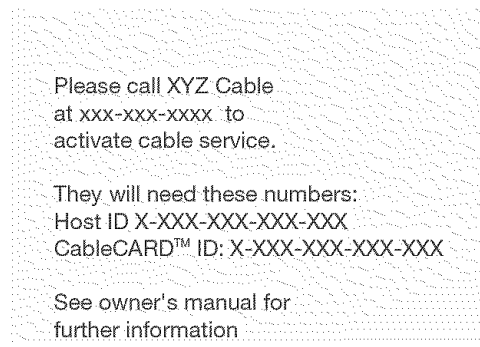 Please call XYZ Cable
at xxx-xxx-xxxx to
activate cable service.
They will need these numbers:
Host ID X-XXX-XXX-XXX-XXX
CableCARD™ ID: X-XXX-XXX-XXX-XXX
See owner's manual for
further information